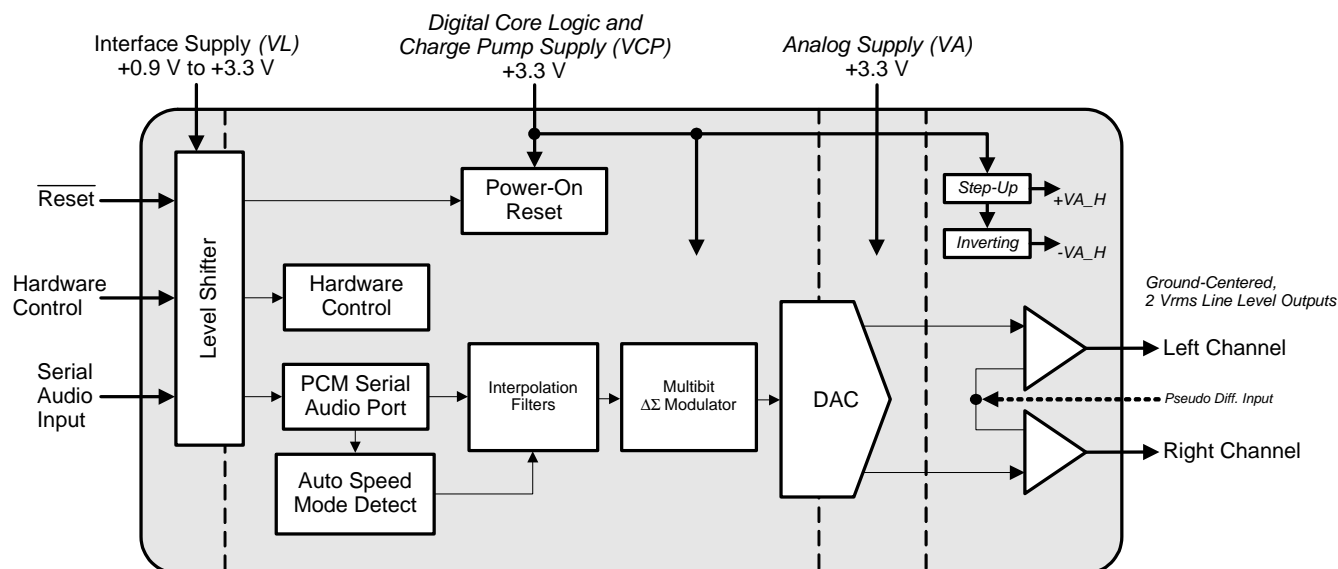 Interface Supply (VL)
+0.9 V to +3.3 V
Digital Core Logic and
Charge Pump Supply (VCP)
+3.3 V
Analog Supply (VA)
+3.3 V
Reset
Hardware
Control
Serial
Audio
Input
Level Shifter
Power-On
Reset
Hardware
Control
PCM Serial
Audio Port
Auto Speed
Mode Detect
Interpolation
Filters
Multibit
ΔΣ Modulator
DAC
Step-Up
+VA_H
Inverting
-VA_H
Ground-Centered,
2 Vrms Line Level Outputs
Left Channel
Pseudo Diff. Input
Right Channel